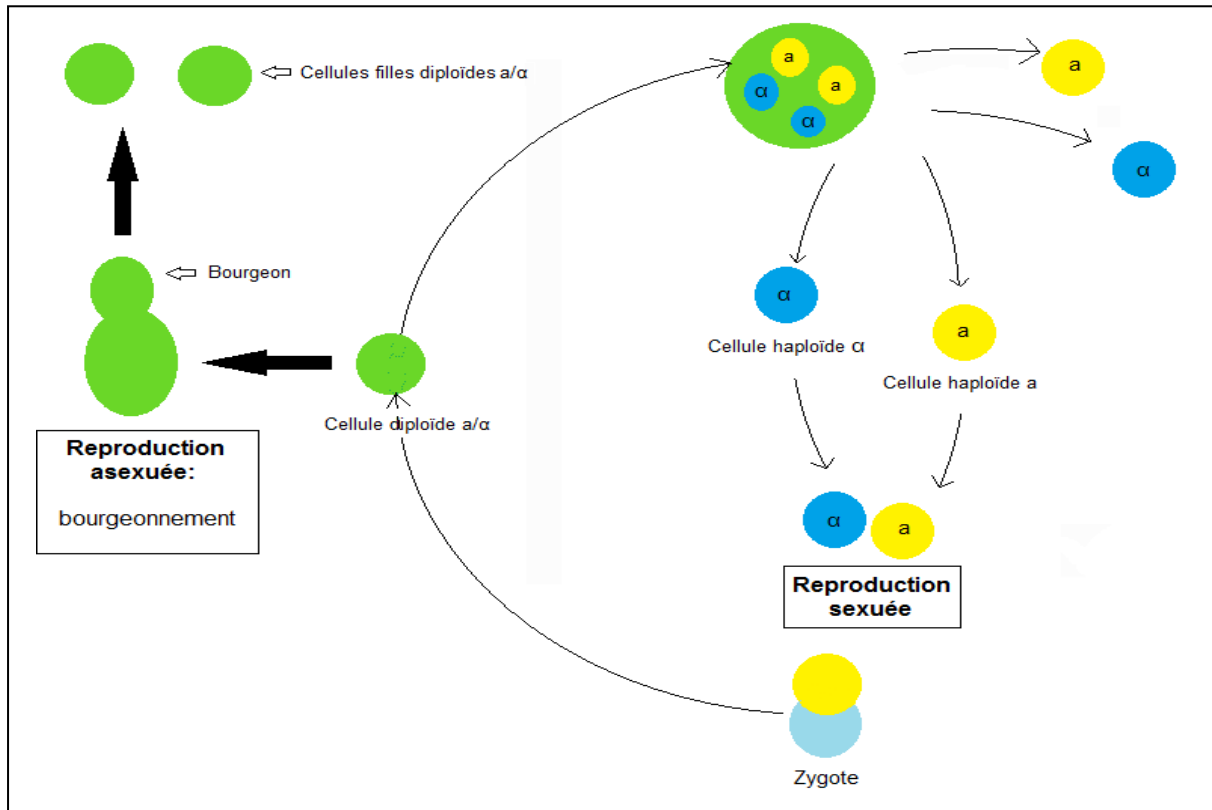 Cellules filles diploïdes a/α
a
a
α
α
a
α
Bourgeon
α
Cellule haploïde α
a
Cellule haploïde a
Cellule diploïde a/α
Reproduction
asexuée:
bourgeonnement
α
a
Reproduction
sexuée
Zygote